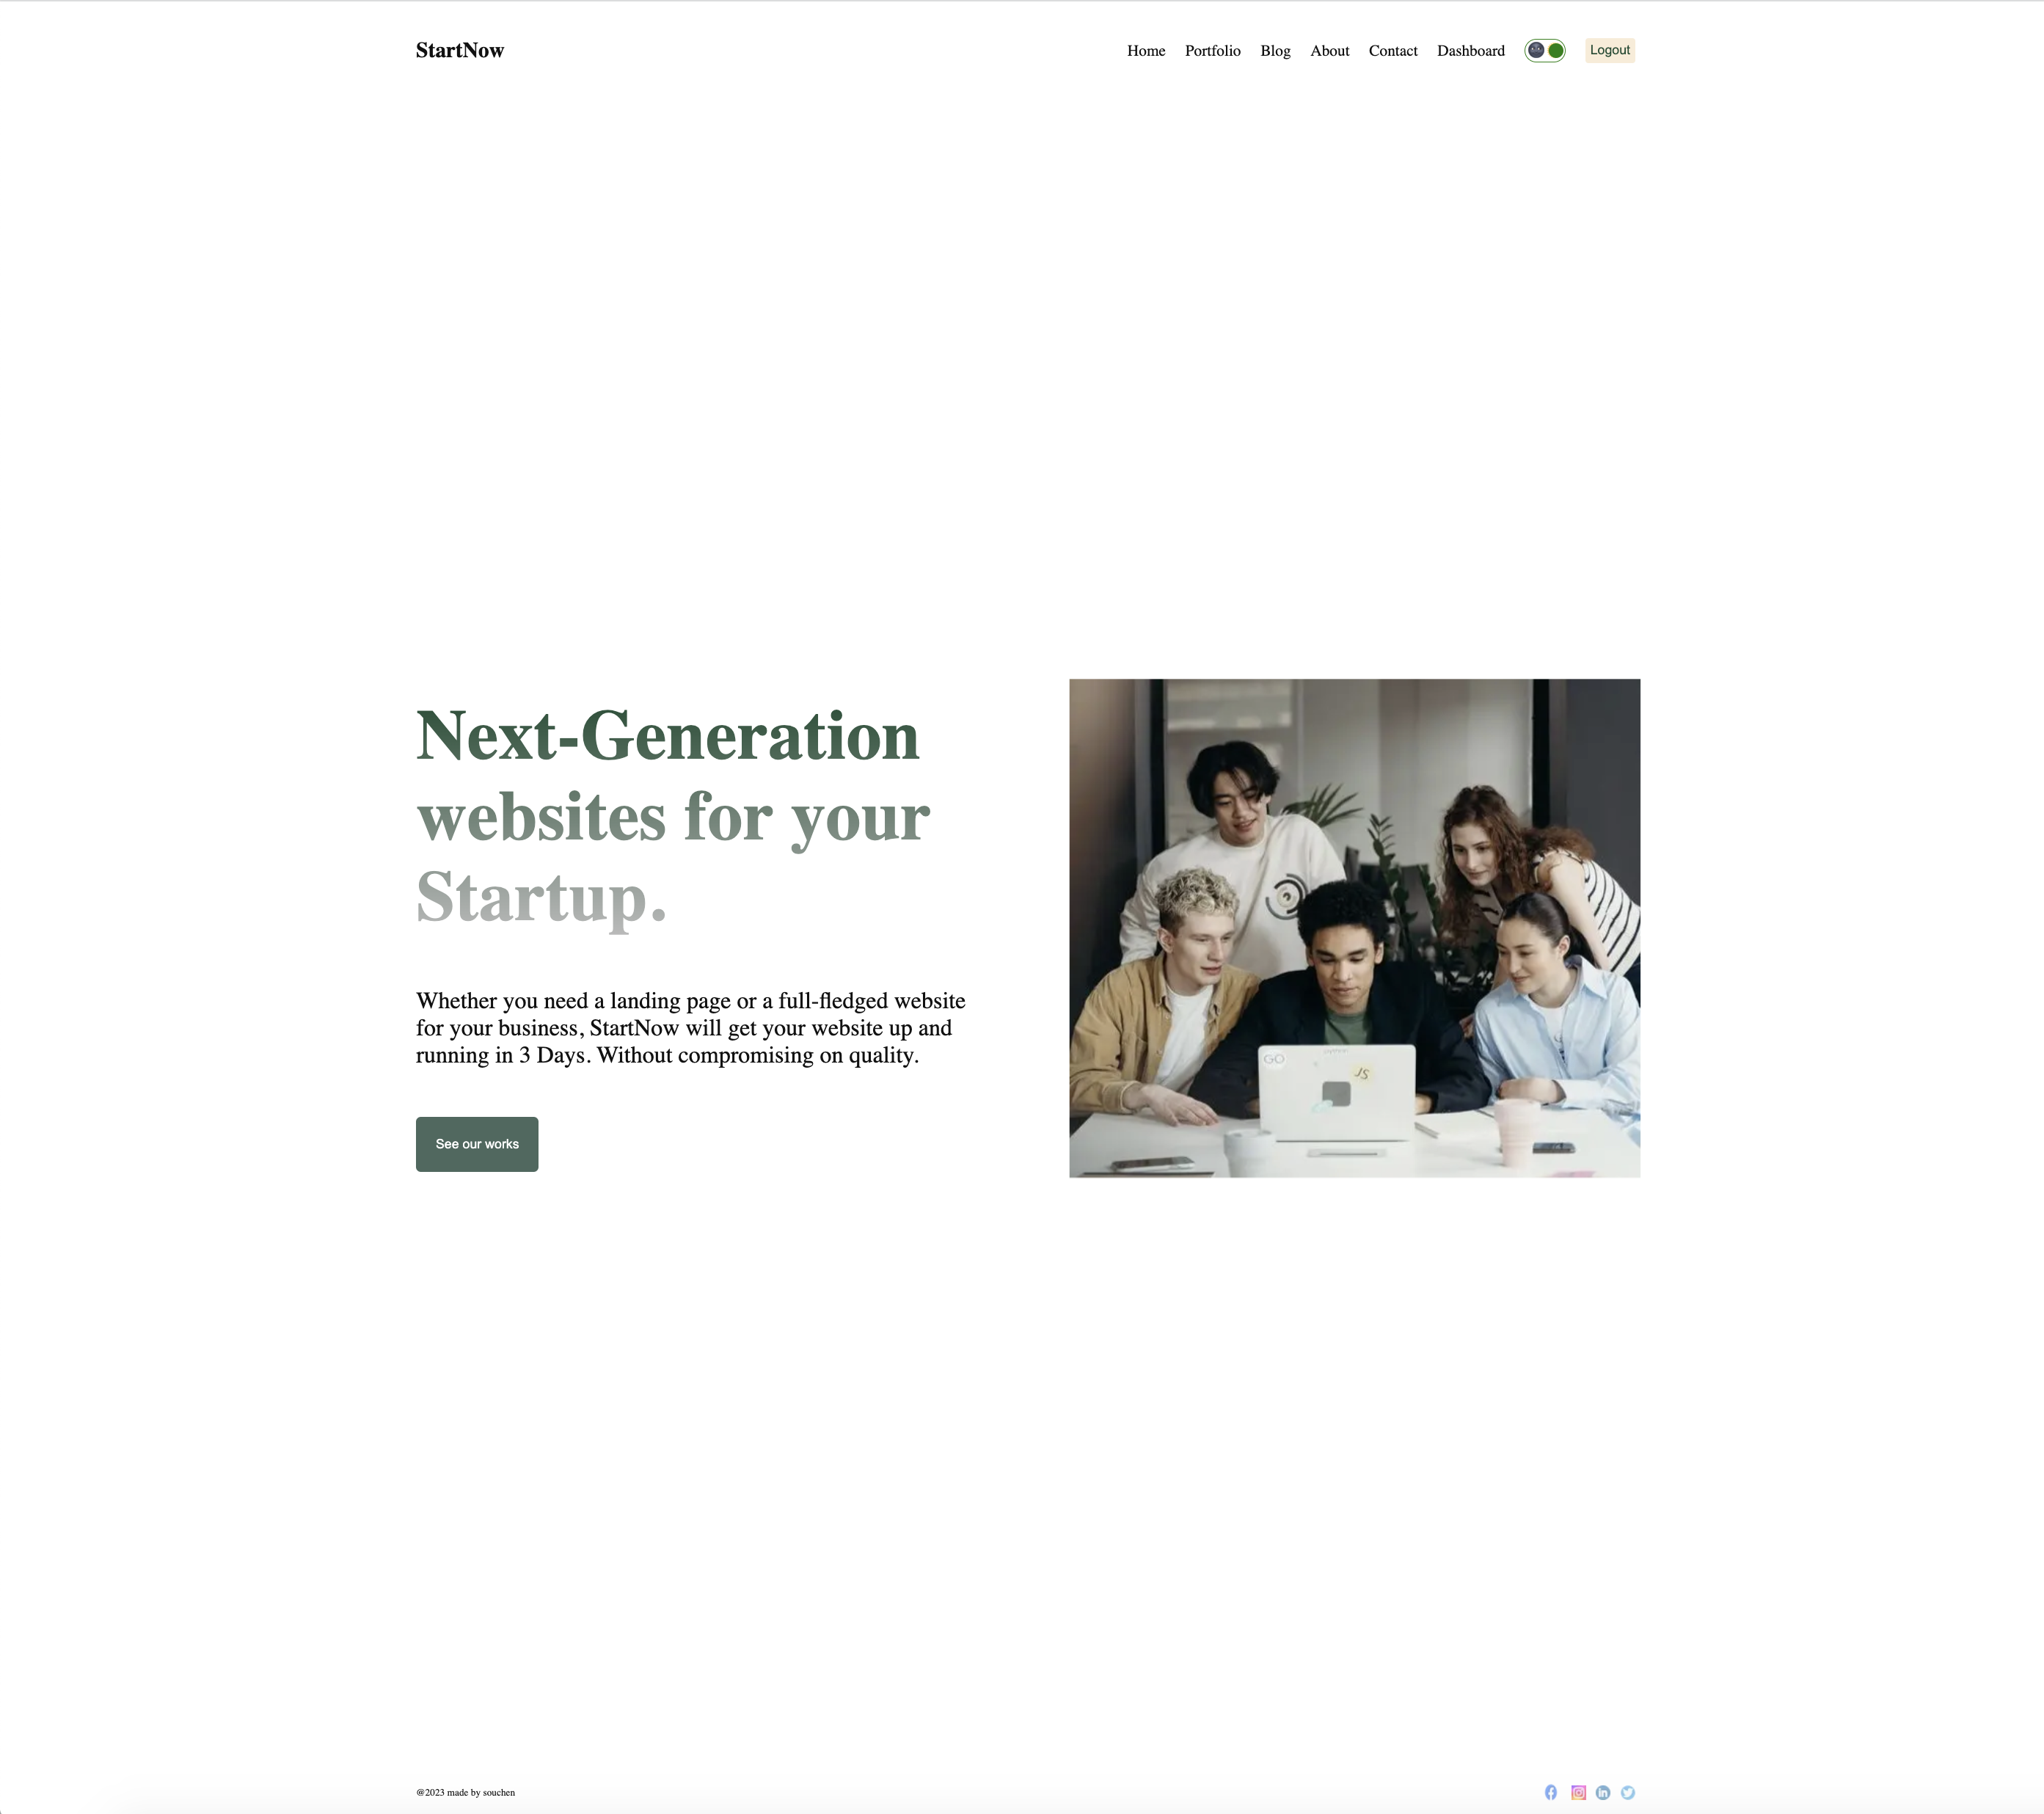 StartNow
Home Portfolio Blog About Contact Dashboard Logout
Next-Generation
websites for your
Startup.
Whether you need a landing page or a full-fledged website
for your business, StartNow will get your website up and
running in 3 Days. Without compromising on quality.
GO
JS
See our works
@2023 made by souchen